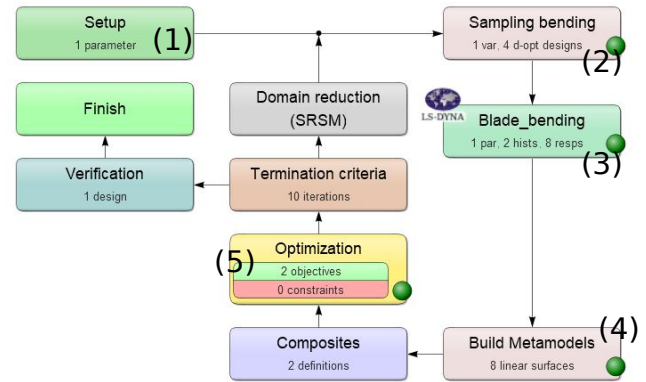 Setup
1 parameter
(1)
Sampling bending
1 var, 4 d-opt designs
(2)
Finish
Domain reduction
(SRSM)
LS-DYNA
Blade_bending
1 par, 2 hists, 8 resps
(3)
Verification
1 design
Termination criteria
10 iterations
(5)
Optimization
2 objectives
0 constraints
Composites
2 definitions
(4)
Build Metamodels
8 linear surfaces